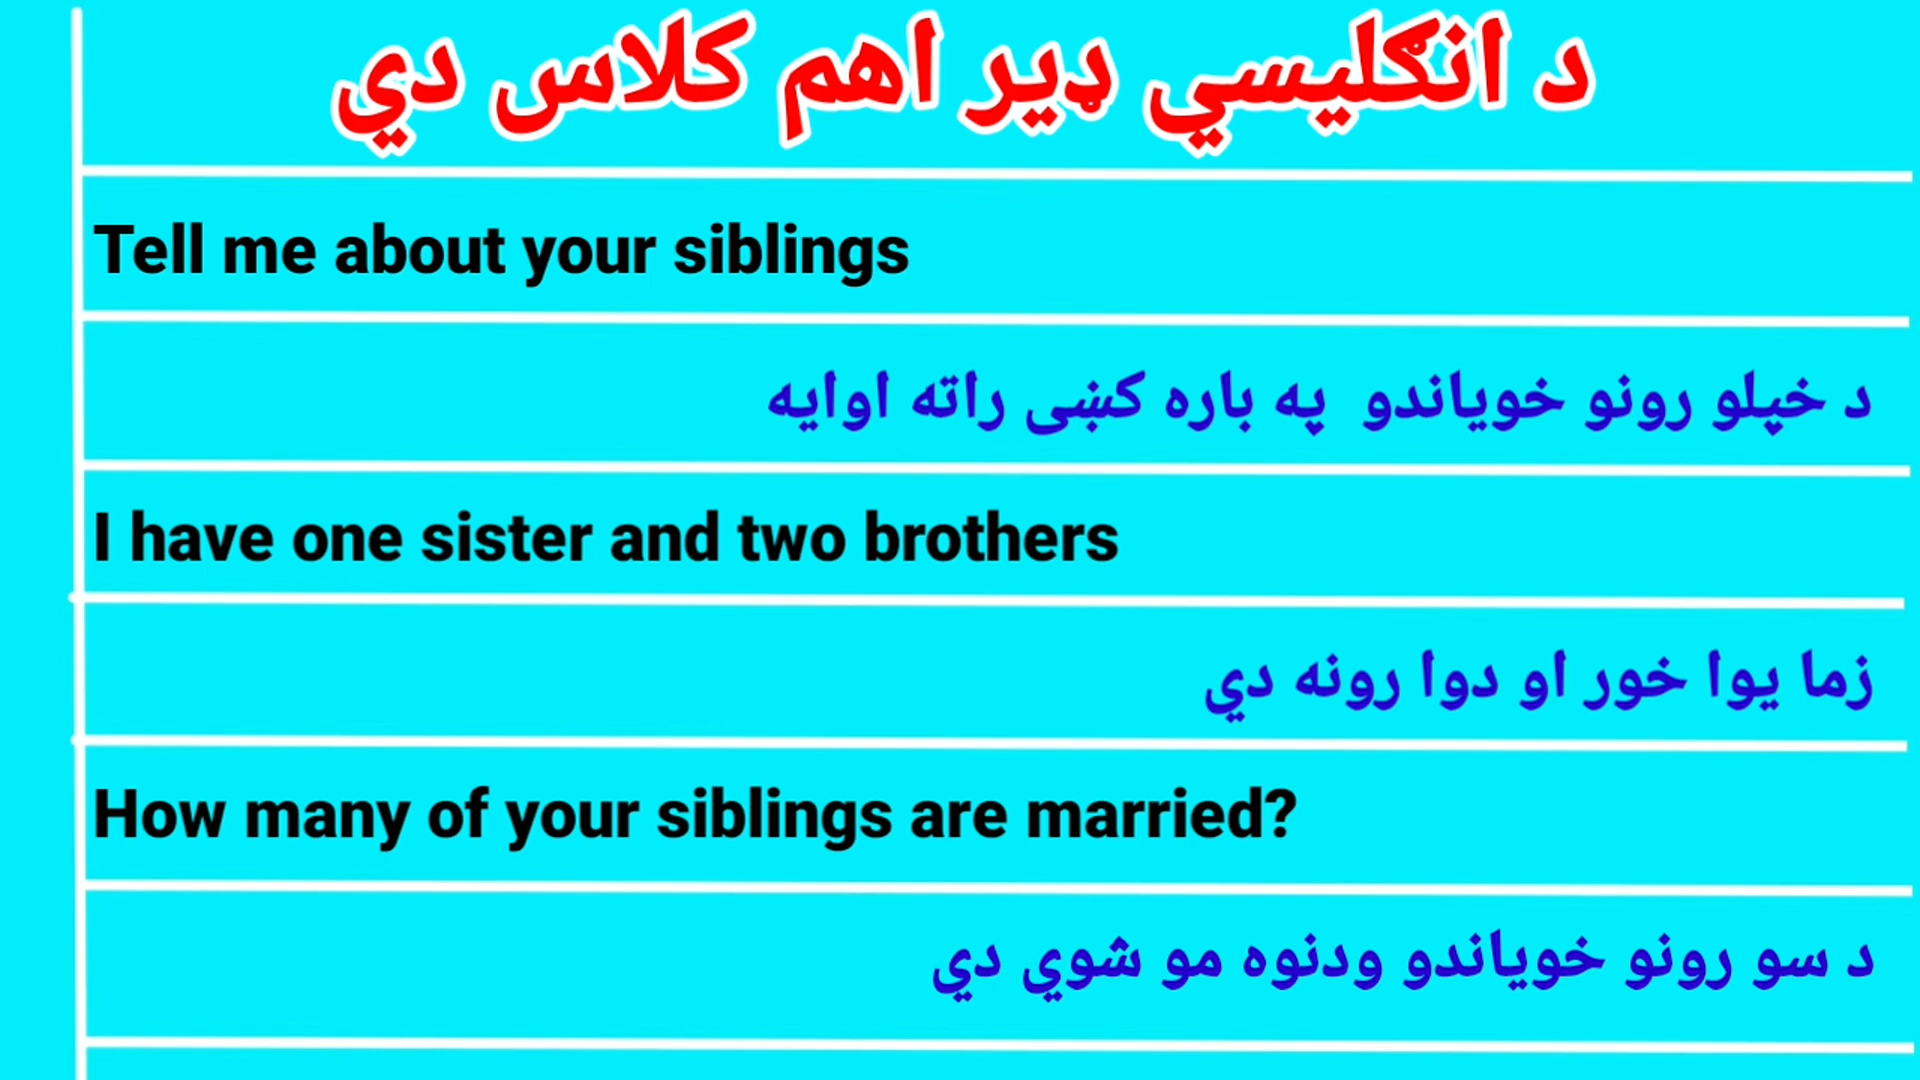 د انګلیسي ډیر اهم کلاس دي
Tell me about your siblings
د خپلو رونو خویاندو په باره کښی راته اوایه
I have one sister and two brothers
زما یوا خور او دوا رونه دي
How many of your siblings are married?
د سو رونو خویاندو ودنوه مو شوي دي